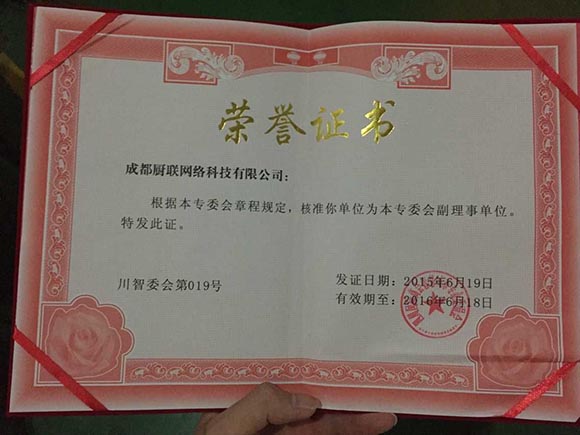 荣誉证书
成都厨联网络科技有限公司：
根据本专委会章程规定，核准你单位为本专委会副理事单位。
特发此证。
川智委会第019号
发证日期：2015年6月19日
有效期至：2016年6月18日